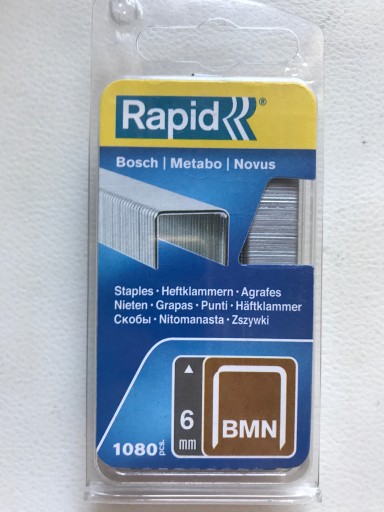 Rapid®
Bosch | Metabo | Novus
Staples · Heftklammern · Agrafes
Nieten · Grapas · Punti · Häftklammer
Скобы · Nitomanasta · Zszywki
6
mm
BMN
1080 pcs.